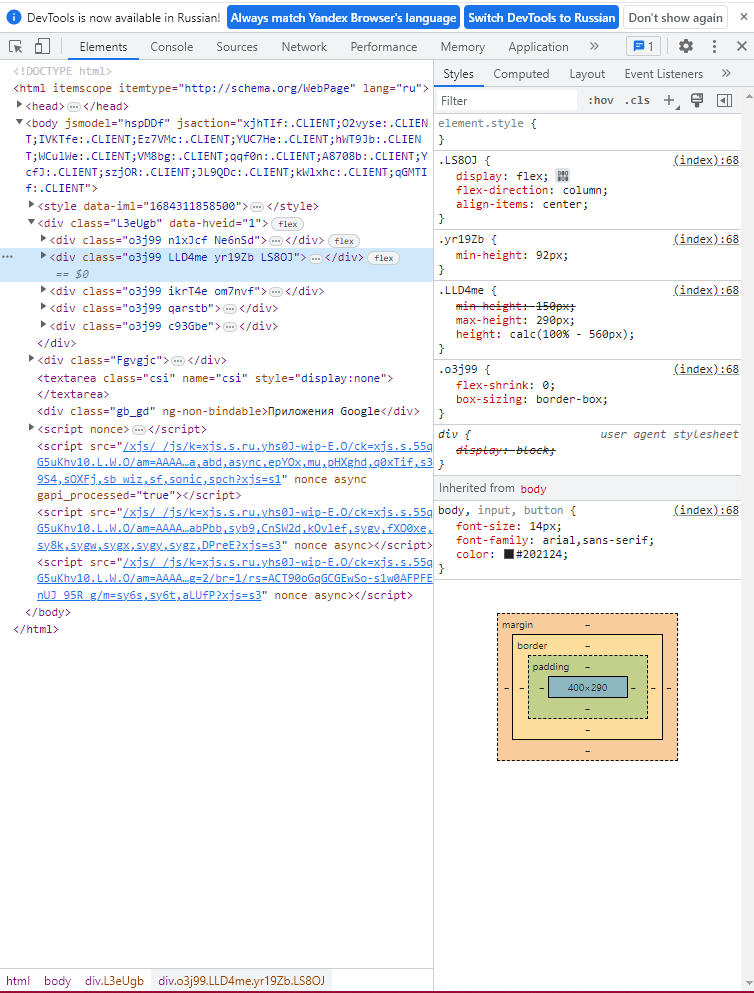 DevTools is now available in Russian! Always match Yandex Browser's language Switch DevTools to Russian Don't show again
Elements Console Sources Network Performance Memory Application » 1
<!DOCTYPE html>
<html itemscope itemtype="http://schema.org/WebPage" lang="ru">
<head>…</head>
<body jsmodel="hspDDf" jsaction="xjhTIf:.CLIENT;O2vyse:.CLIEN
T;IVKTfe:.CLIENT;Ez7VMc:.CLIENT;YUC7He:.CLIENT;hWT9Jb:.CLIEN
T;WCulWe:.CLIENT;VM8bg:.CLIENT;qqf0n:.CLIENT;A8708b:.CLIENT;Y
cfJ:.CLIENT;szjOR:.CLIENT;JL9QDc:.CLIENT;kWlxhc:.CLIENT;qGMTI
f:.CLIENT">
<style data-iml="1684311858500">…</style>
<div class="L3eUgb" data-hveid="1"> flex
<div class="o3j99 n1xJcf Ne6nSd">…</div> flex
<div class="o3j99 LLD4me yr19Zb LS8OJ">…</div> flex
== $0
<div class="o3j99 ikrT4e om7nvf">…</div>
<div class="o3j99 qarstb">…</div>
<div class="o3j99 c93Gbe">…</div>
</div>
<div class="Fgvgjc">…</div>
<textarea class="csi" name="csi" style="display:none">
</textarea>
<div class="gb_gd" ng-non-bindable>Приложения Google</div>
<script nonce>…</script>
<script src="/xjs/_/js/k=xjs.s.ru.yhs0J-wip-E.O/ck=xjs.s.55q
G5uKhv10.L.W.O/am=AAAA…a,abd,async,epYOx,mu,pHXghd,q0xTif,s3
9S4,sOXFj,sb_wiz,sf,sonic,spch?xjs=s1" nonce async
gapi_processed="true"></script>
<script src="/xjs/_/js/k=xjs.s.ru.yhs0J-wip-E.O/ck=xjs.s.55q
G5uKhv10.L.W.O/am=AAAA…abPbb,syb9,CnSW2d,kOvlef,sygv,fXO0xe,
sy8k,sygw,sygx,sygy,sygz,DPreE?xjs=s3" nonce async></script>
<script src="/xjs/_/js/k=xjs.s.ru.yhs0J-wip-E.O/ck=xjs.s.55q
G5uKhv10.L.W.O/am=AAAA…g=2/br=1/rs=ACT90oGqGCGEwSo-slw0AFPFE
nUJ_95R_g/m=sy6s,sy6t,aLUfP?xjs=s3" nonce async></script>
</body>
</html>
html body div.L3eUgb div.o3j99.LLD4me.yr19Zb.LS8OJ
Styles Computed Layout Event Listeners »
Filter :hov .cls +
element.style {
}
.LS8OJ { (index):68
display: flex;
flex-direction: column;
align-items: center;
}
.yr19Zb { (index):68
min-height: 92px;
}
.LLD4me { (index):68
min-height: 150px;
max-height: 290px;
height: calc(100% - 560px);
}
.o3j99 { (index):68
flex-shrink: 0;
box-sizing: border-box;
}
div { user agent stylesheet
display: block;
}
Inherited from body
body, input, button { (index):68
font-size: 14px;
font-family: arial,sans-serif;
color: #202124;
}
margin –
border –
padding –
– – – 400×290 – – –
–
–
–